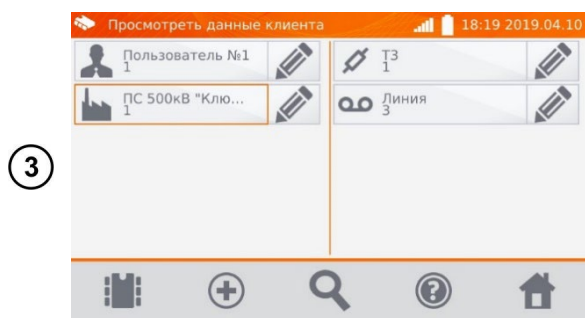 Просмотреть данные клиента 18:19 2019.04.10
Пользователь №1
1
ТЗ
1
ПС 500кВ "Клю...
1
Линия
3
3